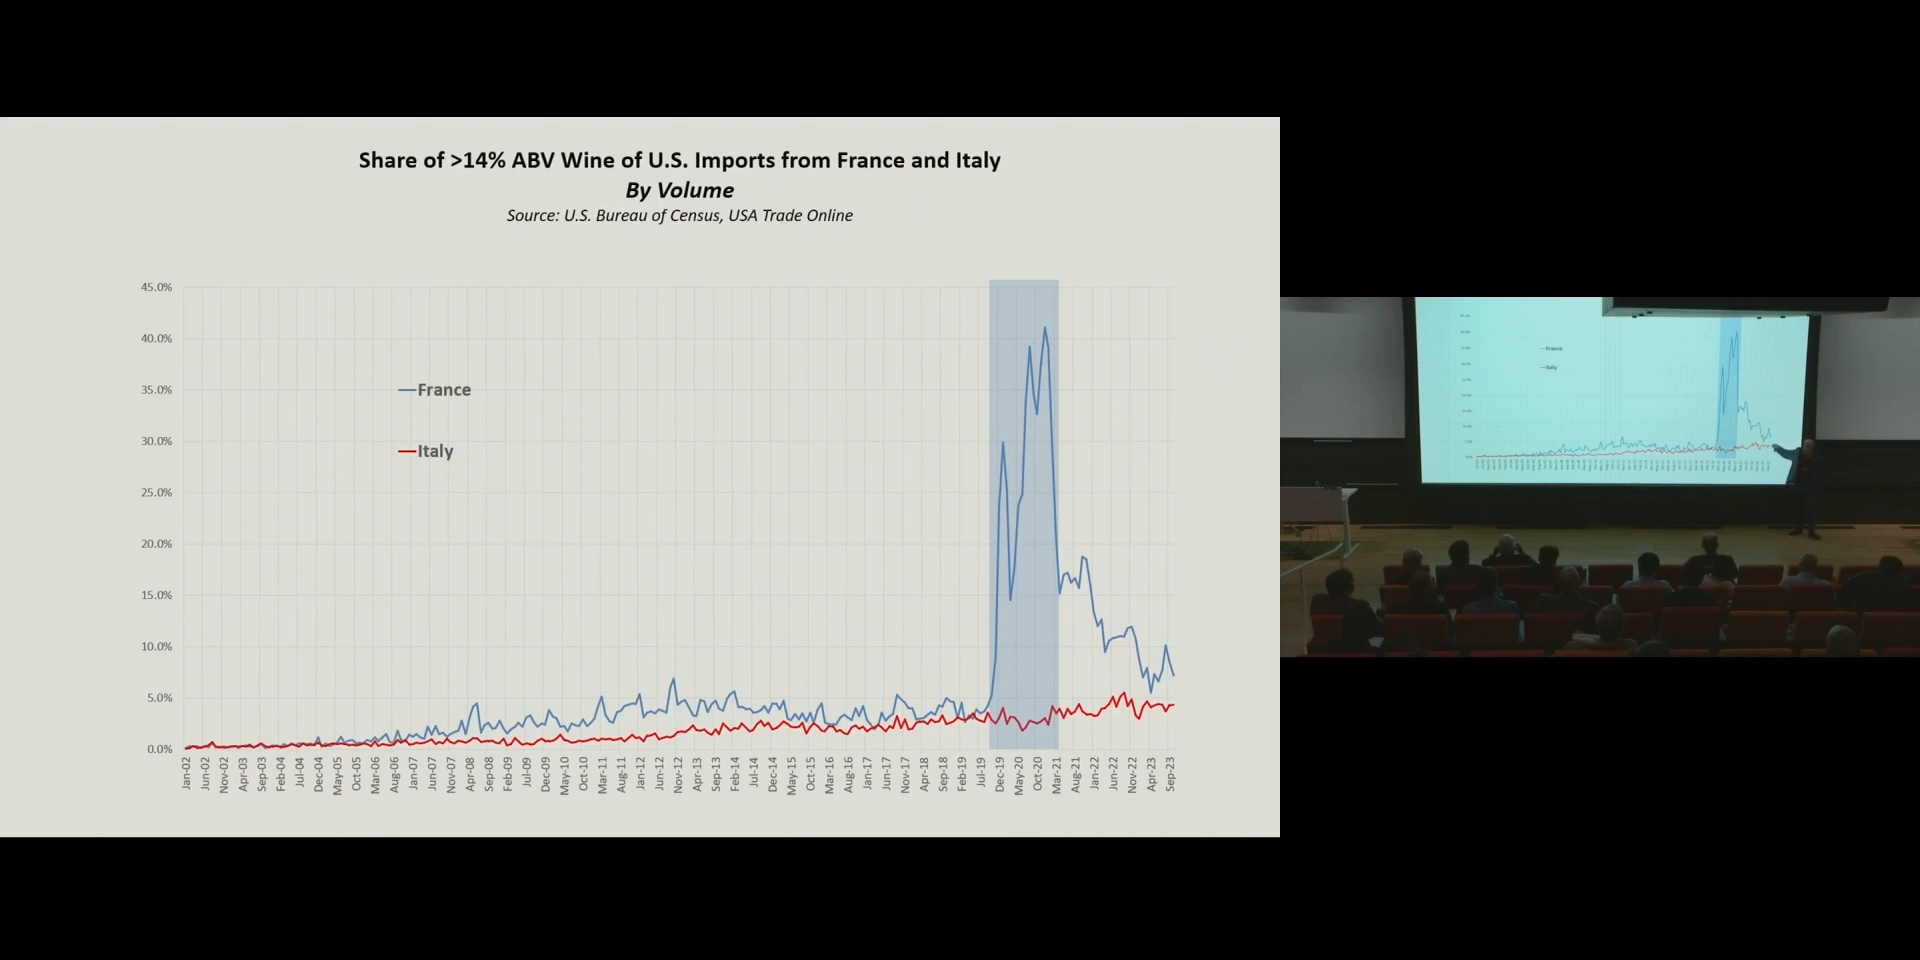 Share of >14% ABV Wine of U.S. Imports from France and Italy
By Volume
Source: U.S. Bureau of Census, USA Trade Online
45.0%
40.0%
35.0%
30.0%
25.0%
20.0%
15.0%
10.0%
5.0%
0.0%
France
Italy
Jan-02
Jun-02
Nov-02
Apr-03
Sep-03
Feb-04
Jul-04
Dec-04
May-05
Oct-05
Mar-06
Aug-06
Jan-07
Jun-07
Nov-07
Apr-08
Sep-08
Feb-09
Jul-09
Dec-09
May-10
Oct-10
Mar-11
Aug-11
Jan-12
Jun-12
Nov-12
Apr-13
Sep-13
Feb-14
Jul-14
Dec-14
May-15
Oct-15
Mar-16
Aug-16
Jan-17
Jun-17
Nov-17
Apr-18
Sep-18
Feb-19
Jul-19
Dec-19
May-20
Oct-20
Mar-21
Aug-21
Jan-22
Jun-22
Nov-22
Apr-23
Sep-23
France
Italy